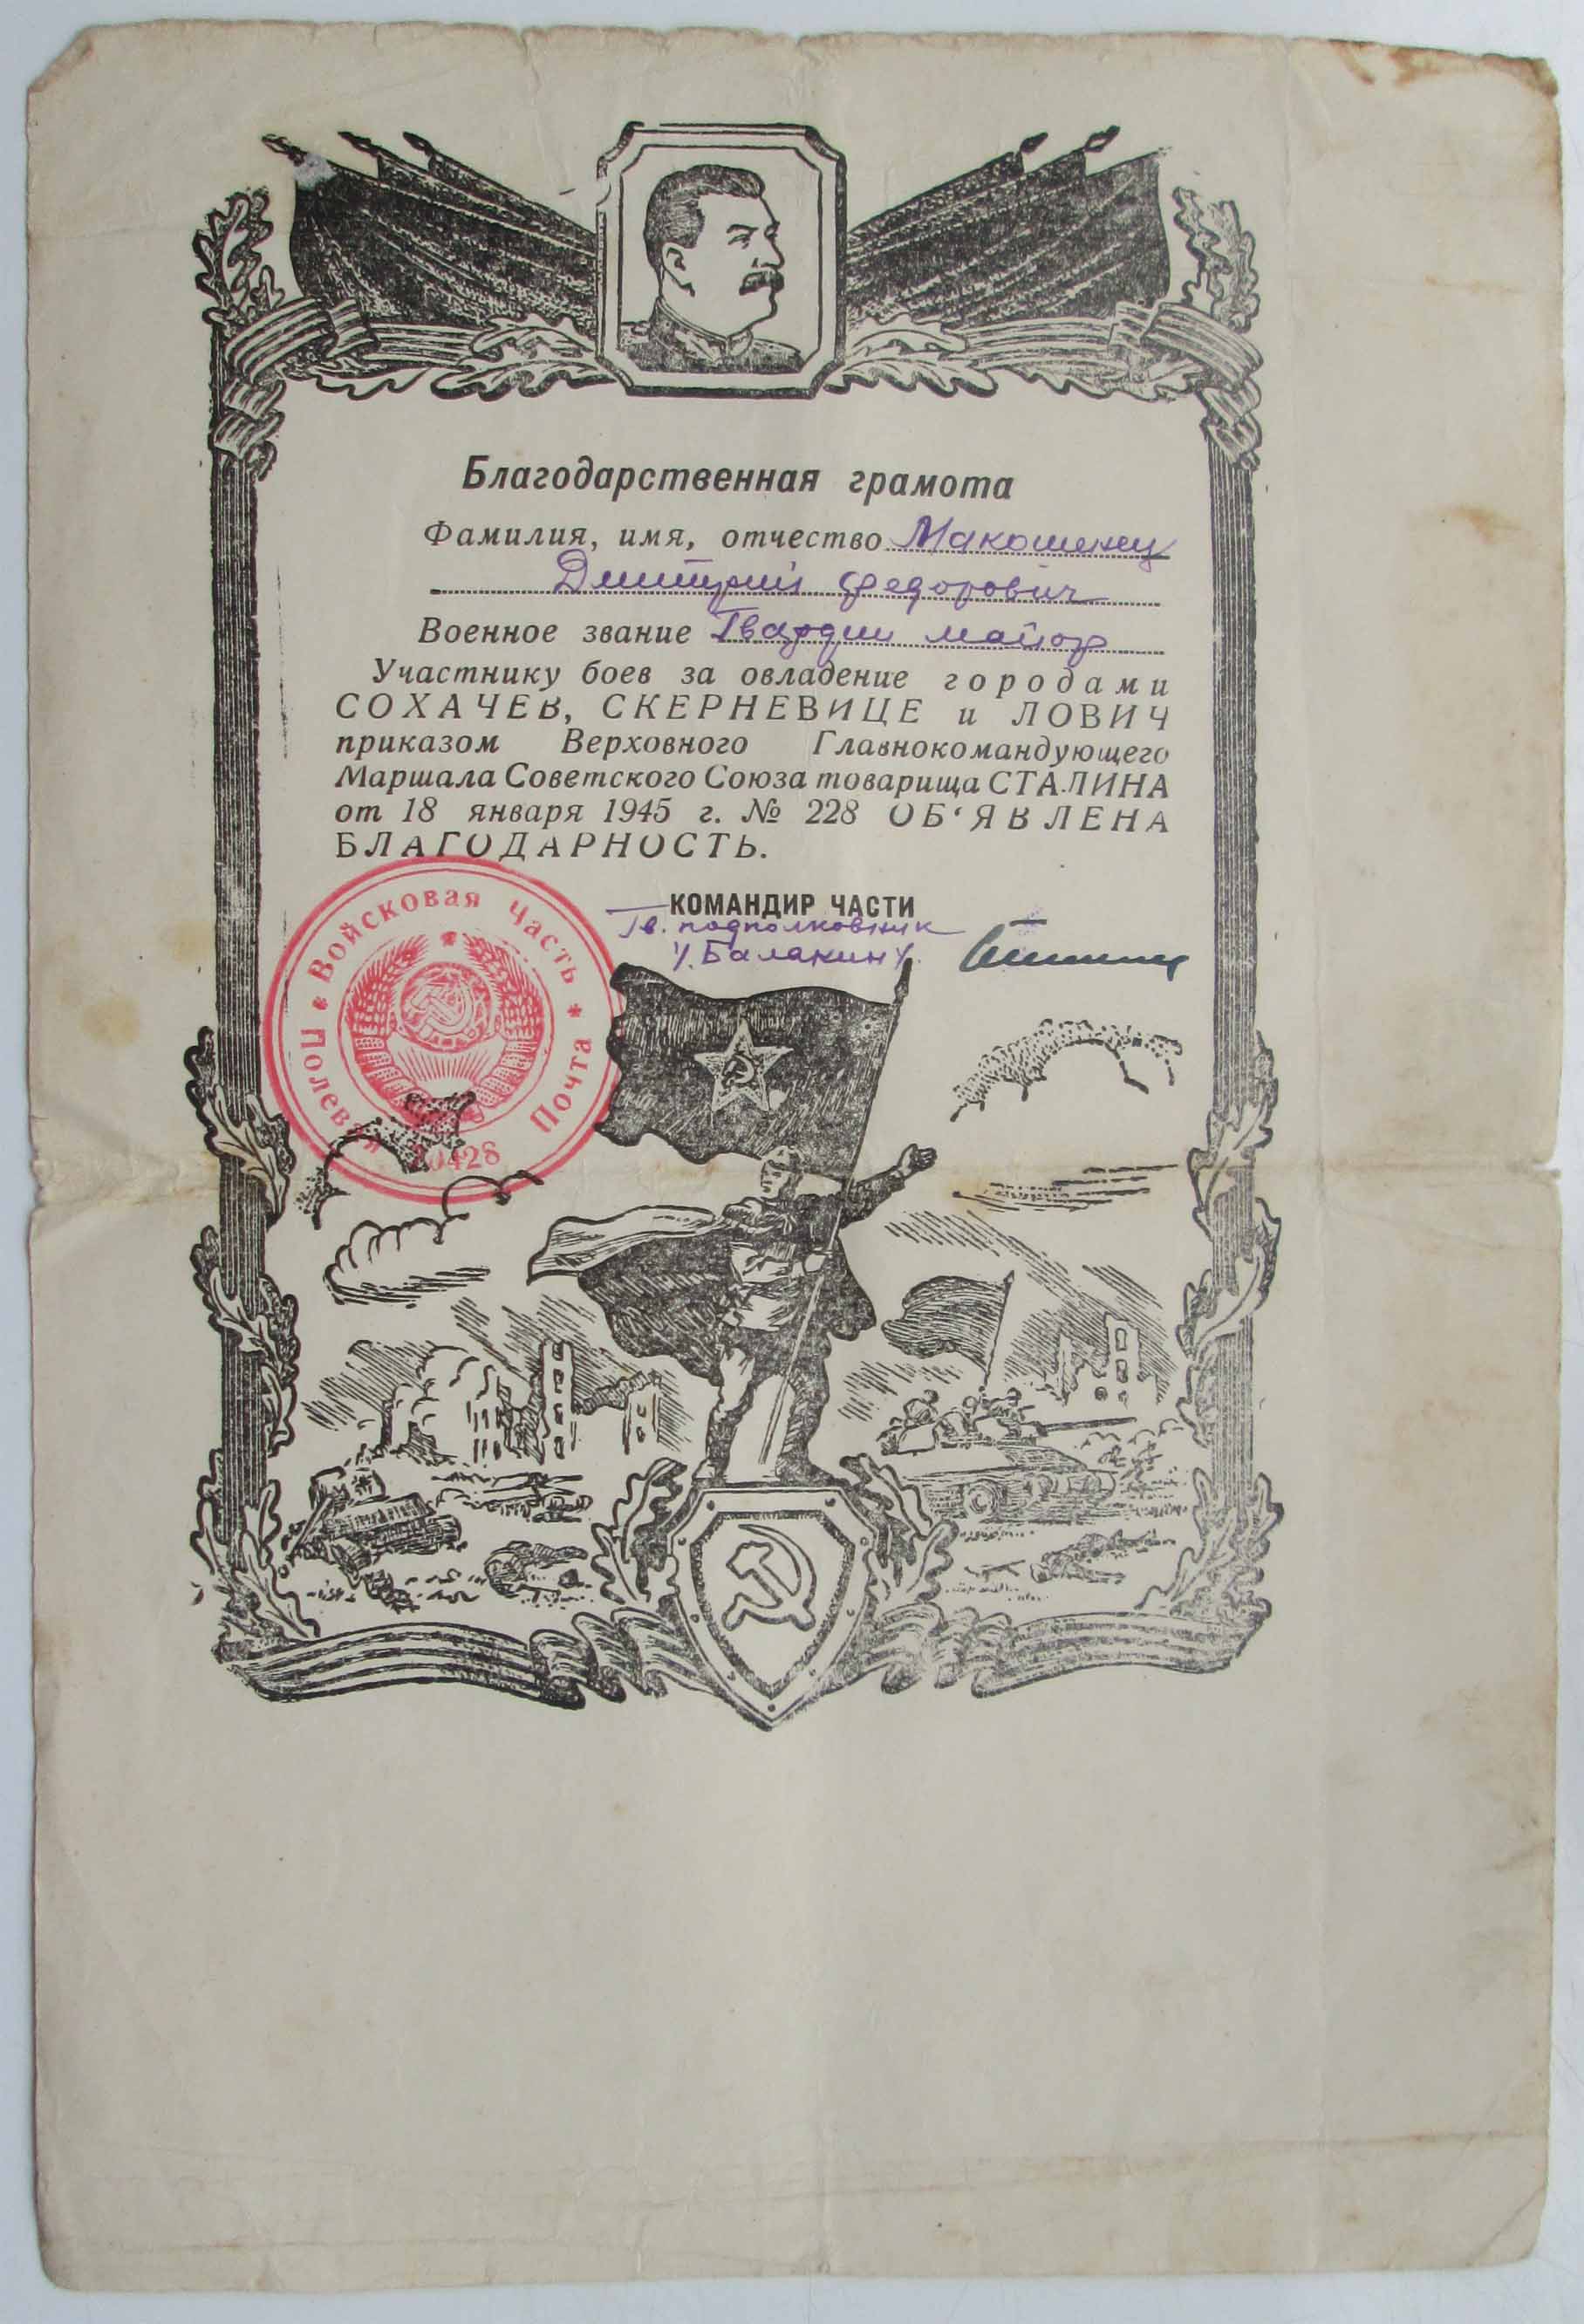 Благодарственная грамота
Фамилия, имя, отчество Макошенец
Дмитрий Федорович
Военное звание Гвардии майор
Участнику боев за овладение городами
СОХАЧЕВ, СКЕРНЕВИЦЕ и ЛОВИЧ
приказом Верховного Главнокомандующего
Маршала Советского Союза товарища СТАЛИНА
от 18 января 1945 г. № 228 ОБ‘ЯВЛЕНА
БЛАГОДАРНОСТЬ.
КОМАНДИР ЧАСТИ
Гв. подполковник
/Балакин/
Войсковая часть
Полевая Почта